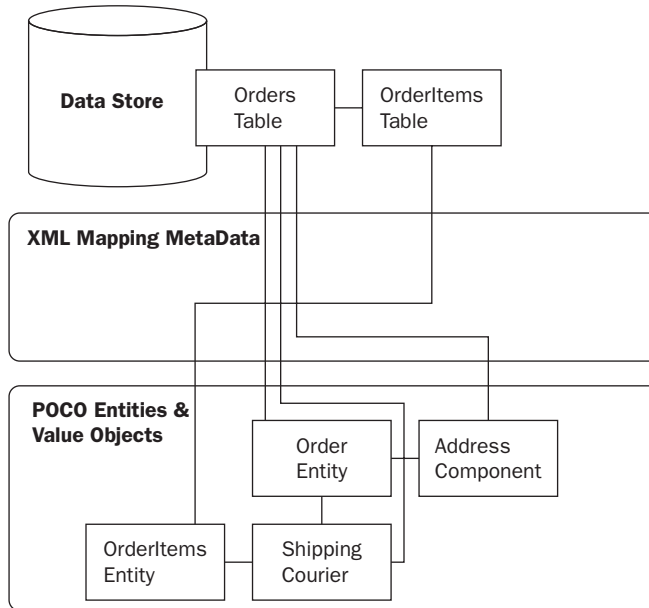 Data Store
Orders
Table
OrderItems
Table
XML Mapping MetaData
POCO Entities &
Value Objects
Order
Entity
Address
Component
OrderItems
Entity
Shipping
Courier